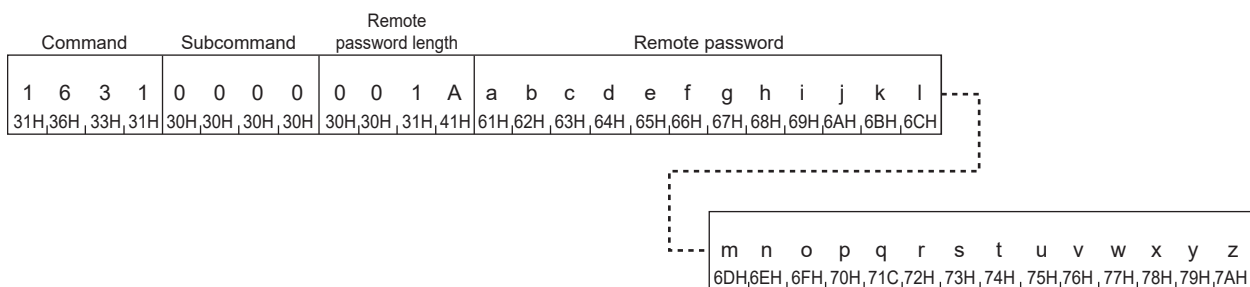 Remote
Command Subcommand password length Remote password
1 6 3 1 0 0 0 0 0 0 1 A a b c d e f g h i j k l
31H 36H 33H 31H 30H 30H 30H 30H 30H 30H 31H 41H 61H 62H 63H 64H 65H 66H 67H 68H 69H 6AH 6BH 6CH
m n o p q r s t u v w x y z
6DH 6EH 6FH 70H 71C 72H 73H 74H 75H 76H 77H 78H 79H 7AH